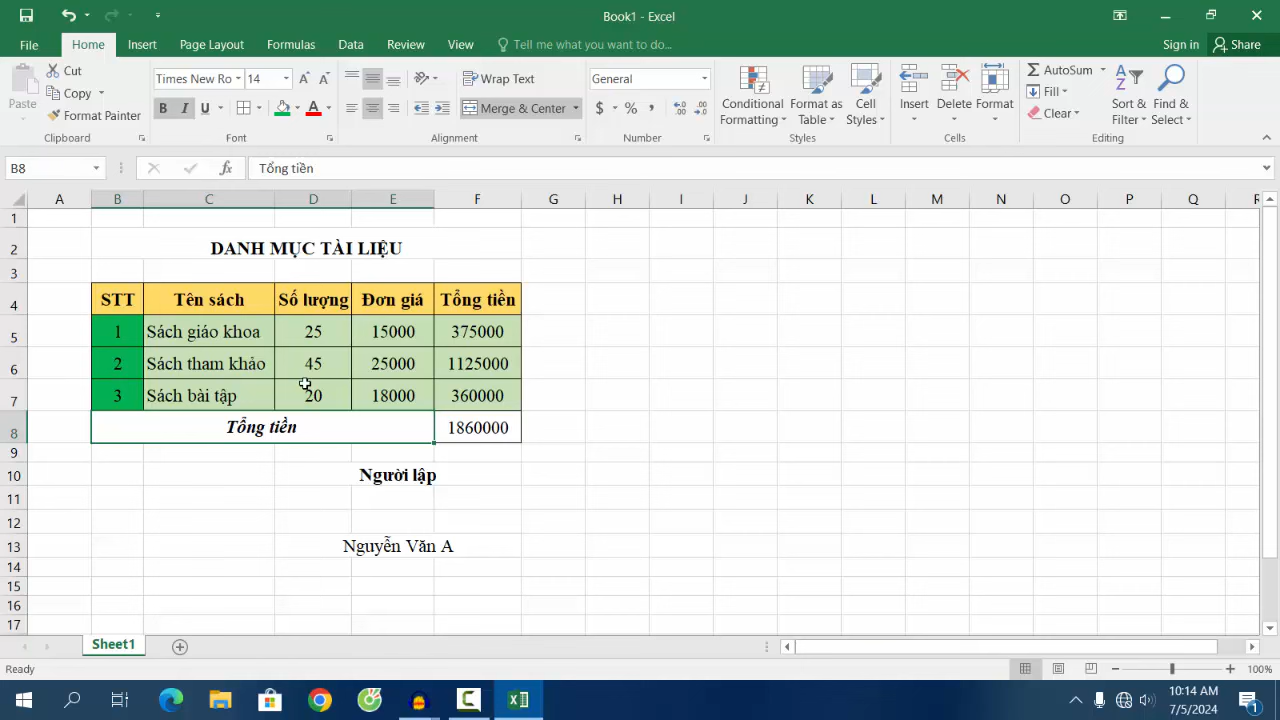 Book1 - Excel
File Home Insert Page Layout Formulas Data Review View Tell me what you want to do... Sign in Share
Paste
Cut
Copy
Format Painter
Clipboard
Times New Ro 14
B I U
Font
Wrap Text
Merge & Center
Alignment
General
$ % ,
Number
Conditional Formatting
Format as Table
Cell Styles
Styles
Insert
Delete
Format
Cells
AutoSum
Fill
Clear
Sort & Filter
Find & Select
Editing
B8 fx Tổng tiền
A B C D E F G H I J K L M N O P Q R
1
2 DANH MỤC TÀI LIỆU
3
4 STT Tên sách Số lượng Đơn giá Tổng tiền
5 1 Sách giáo khoa 25 15000 375000
6 2 Sách tham khảo 45 25000 1125000
7 3 Sách bài tập 20 18000 360000
8 Tổng tiền 1860000
9
10 Người lập
11
12
13 Nguyễn Văn A
14
15
16
17
Sheet1
Ready 100%
10:14 AM
7/5/2024
1